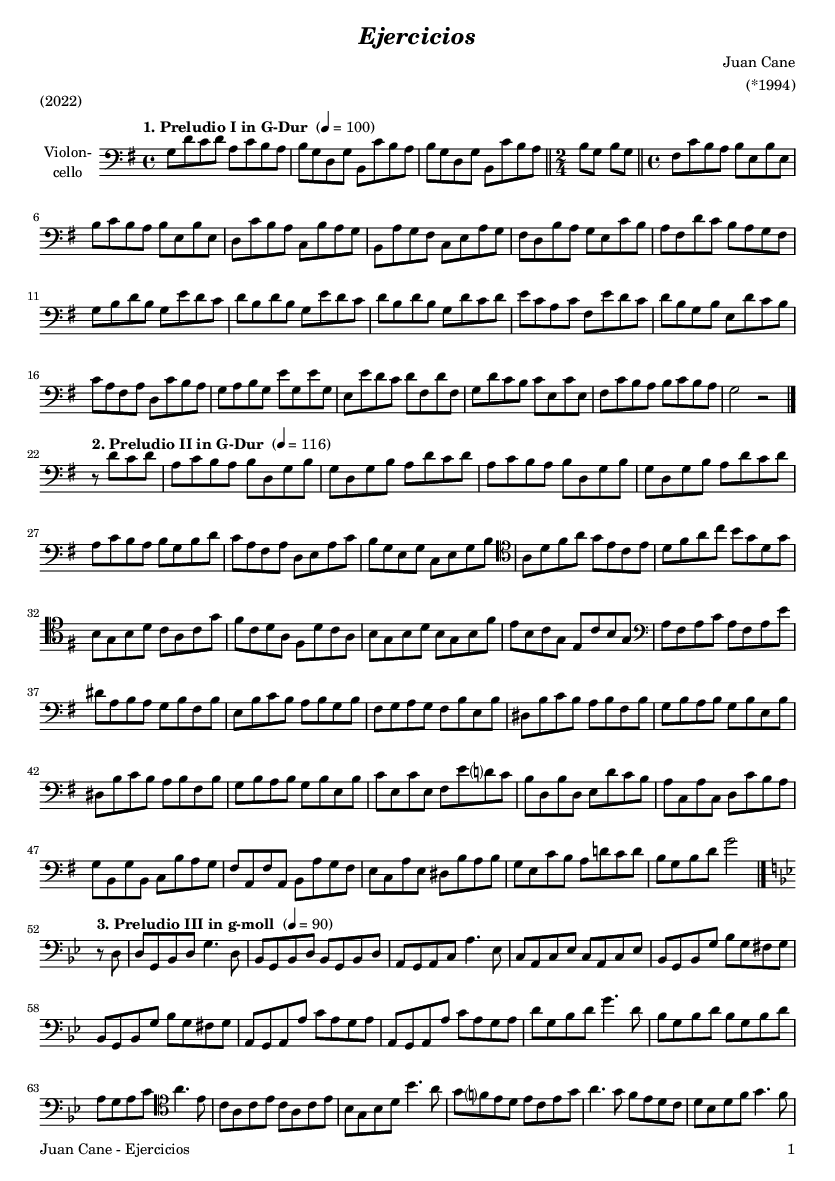 Ejercicios
Juan Cane
(*1994)
(2022)
1. Preludio I in G-Dur (♩ = 100)
Violon-
cello
6
11
16
2. Preludio II in G-Dur (♩ = 116)
22
27
32
37
42
47
3. Preludio III in g-moll (♩ = 90)
52
58
63
Juan Cane - Ejercicios 1